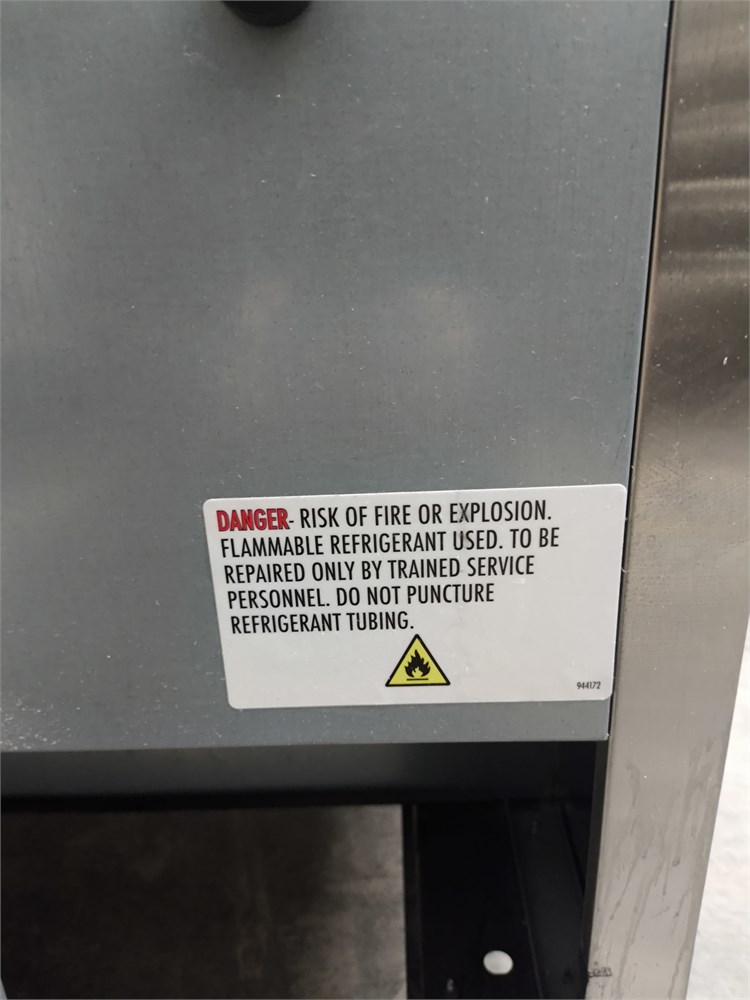 DANGER- RISK OF FIRE OR EXPLOSION.
FLAMMABLE REFRIGERANT USED. TO BE
REPAIRED ONLY BY TRAINED SERVICE
PERSONNEL. DO NOT PUNCTURE
REFRIGERANT TUBING.
944172